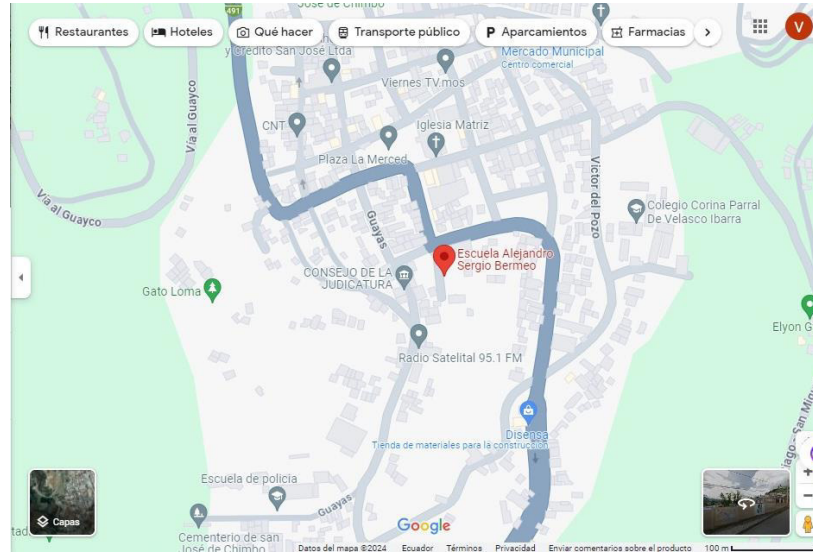 José de Chimbo
491
Restaurantes
Hoteles
Qué hacer
Transporte público
P Aparcamientos
Farmacias
V
y Crédito San José Ltda
Mercado Municipal
Centro comercial
Viernes TV.mos
CNT
Iglesia Matriz
Plaza La Merced
Vía al Guayco
Vía al Guayco
Guayas
Víctor del Pozo
Colegio Corina Parral
De Velasco Ibarra
Escuela Alejandro
Sergio Bermeo
CONSEJO DE LA
JUDICATURA
Gato Loma
Elyon G
Radio Satelital 95.1 FM
Disensa
Tienda de materiales para la construcción
Escuela de policía
Guayas
Capas
Google
Cementerio de san
José de Chimbo
Datos del mapa ©2024
Ecuador
Términos
Privacidad
Enviar comentarios sobre el producto
100 m